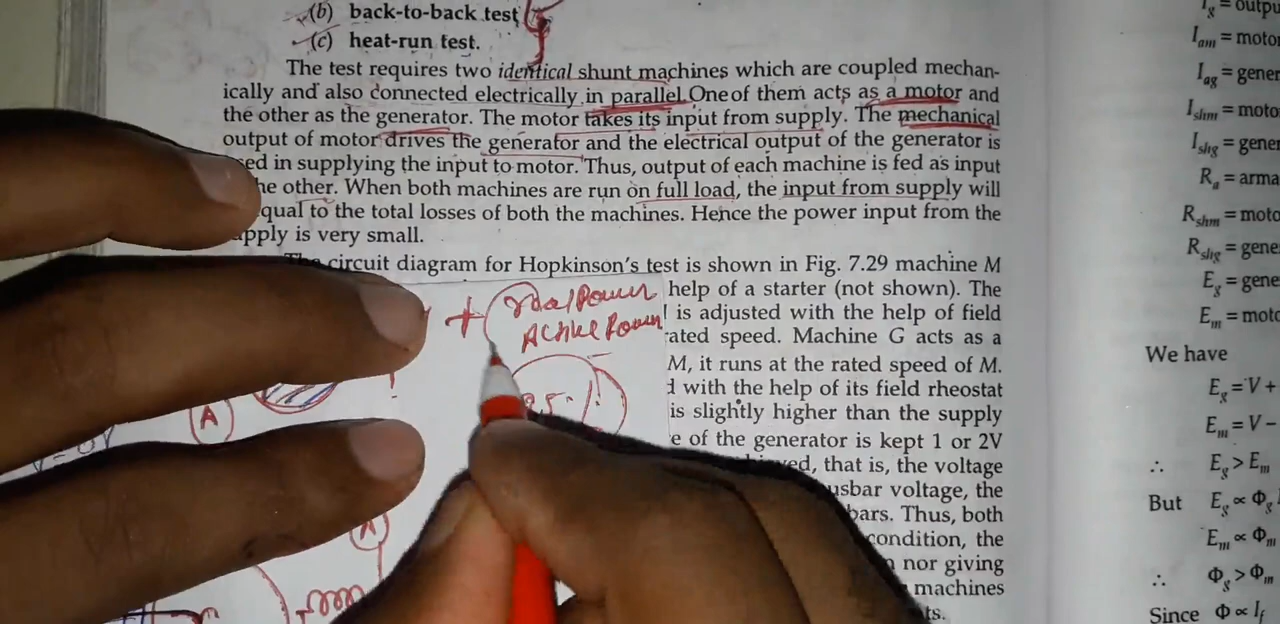 (b) back-to-back test
(c) heat-run test.
The test requires two identical shunt machines which are coupled mechan-
ically and also connected electrically in parallel. One of them acts as a motor and
the other as the generator. The motor takes its input from supply. The mechanical
output of motor drives the generator and the electrical output of the generator is
in supplying the input to motor. Thus, output of each machine is fed as input
other. When both machines are run on full load, the input from supply will
qual to the total losses of both the machines. Hence the power input from the
pply is very small.
circuit diagram for Hopkinson's test is shown in Fig. 7.29 machine M
help of a starter (not shown). The
is adjusted with the help of field
ated speed. Machine G acts as a
M, it runs at the rated speed of M.
with the help of its field rheostat
is slightly higher than the supply
e of the generator is kept 1 or 2V
that is, the voltage
usbar voltage, the
bars. Thus, both
condition, the
nor giving
machines
ts.
+ Power
Active Power
A
A
I_g = outpu
I_am = motor
I_ag = gener
I_shm = moto
I_shg = gener
R_a = arma
R_shm = moto
R_shg = gene
E_g = gene
E_m = moto
We have
E_g = V +
E_m = V −
∴ E_g > E_m
But E_g ∝ Φ_g
E_m ∝ Φ_m
∴ Φ_g > Φ_m
Since Φ ∝ I_f